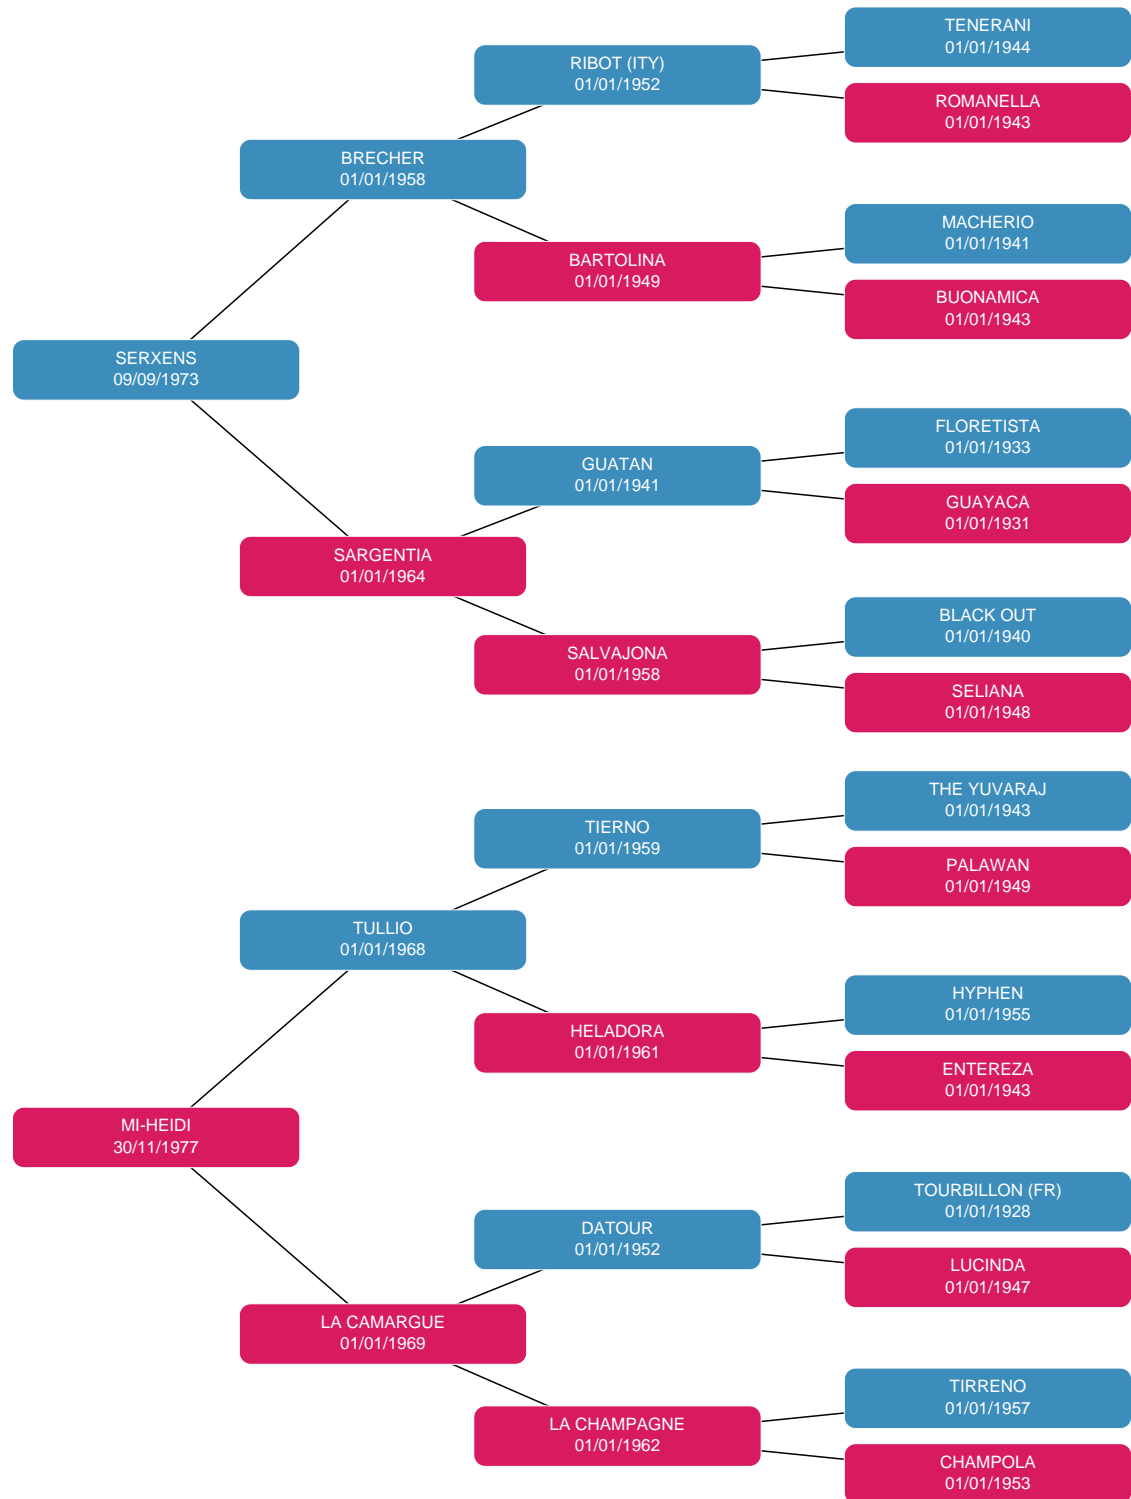 TENERANI
01/01/1944
RIBOT (ITY)
01/01/1952
ROMANELLA
01/01/1943
BRECHER
01/01/1958
MACHERIO
01/01/1941
BARTOLINA
01/01/1949
BUONAMICA
01/01/1943
SERXENS
09/09/1973
FLORETISTA
01/01/1933
GUATAN
01/01/1941
GUAYACA
01/01/1931
SARGENTIA
01/01/1964
BLACK OUT
01/01/1940
SALVAJONA
01/01/1958
SELIANA
01/01/1948
THE YUVARAJ
01/01/1943
TIERNO
01/01/1959
PALAWAN
01/01/1949
TULLIO
01/01/1968
HYPHEN
01/01/1955
HELADORA
01/01/1961
ENTEREZA
01/01/1943
MI-HEIDI
30/11/1977
TOURBILLON (FR)
01/01/1928
DATOUR
01/01/1952
LUCINDA
01/01/1947
LA CAMARGUE
01/01/1969
TIRRENO
01/01/1957
LA CHAMPAGNE
01/01/1962
CHAMPOLA
01/01/1953